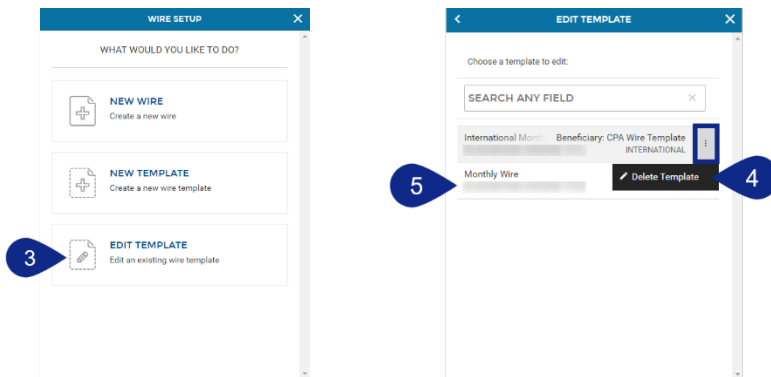 WIRE SETUP
WHAT WOULD YOU LIKE TO DO?
NEW WIRE
Create a new wire
NEW TEMPLATE
Create a new wire template
3
EDIT TEMPLATE
Edit an existing wire template
EDIT TEMPLATE
Choose a template to edit:
SEARCH ANY FIELD
International Beneficiary: CPA Wire Template
INTERNATIONAL
Monthly Wire
Delete Template
4
5